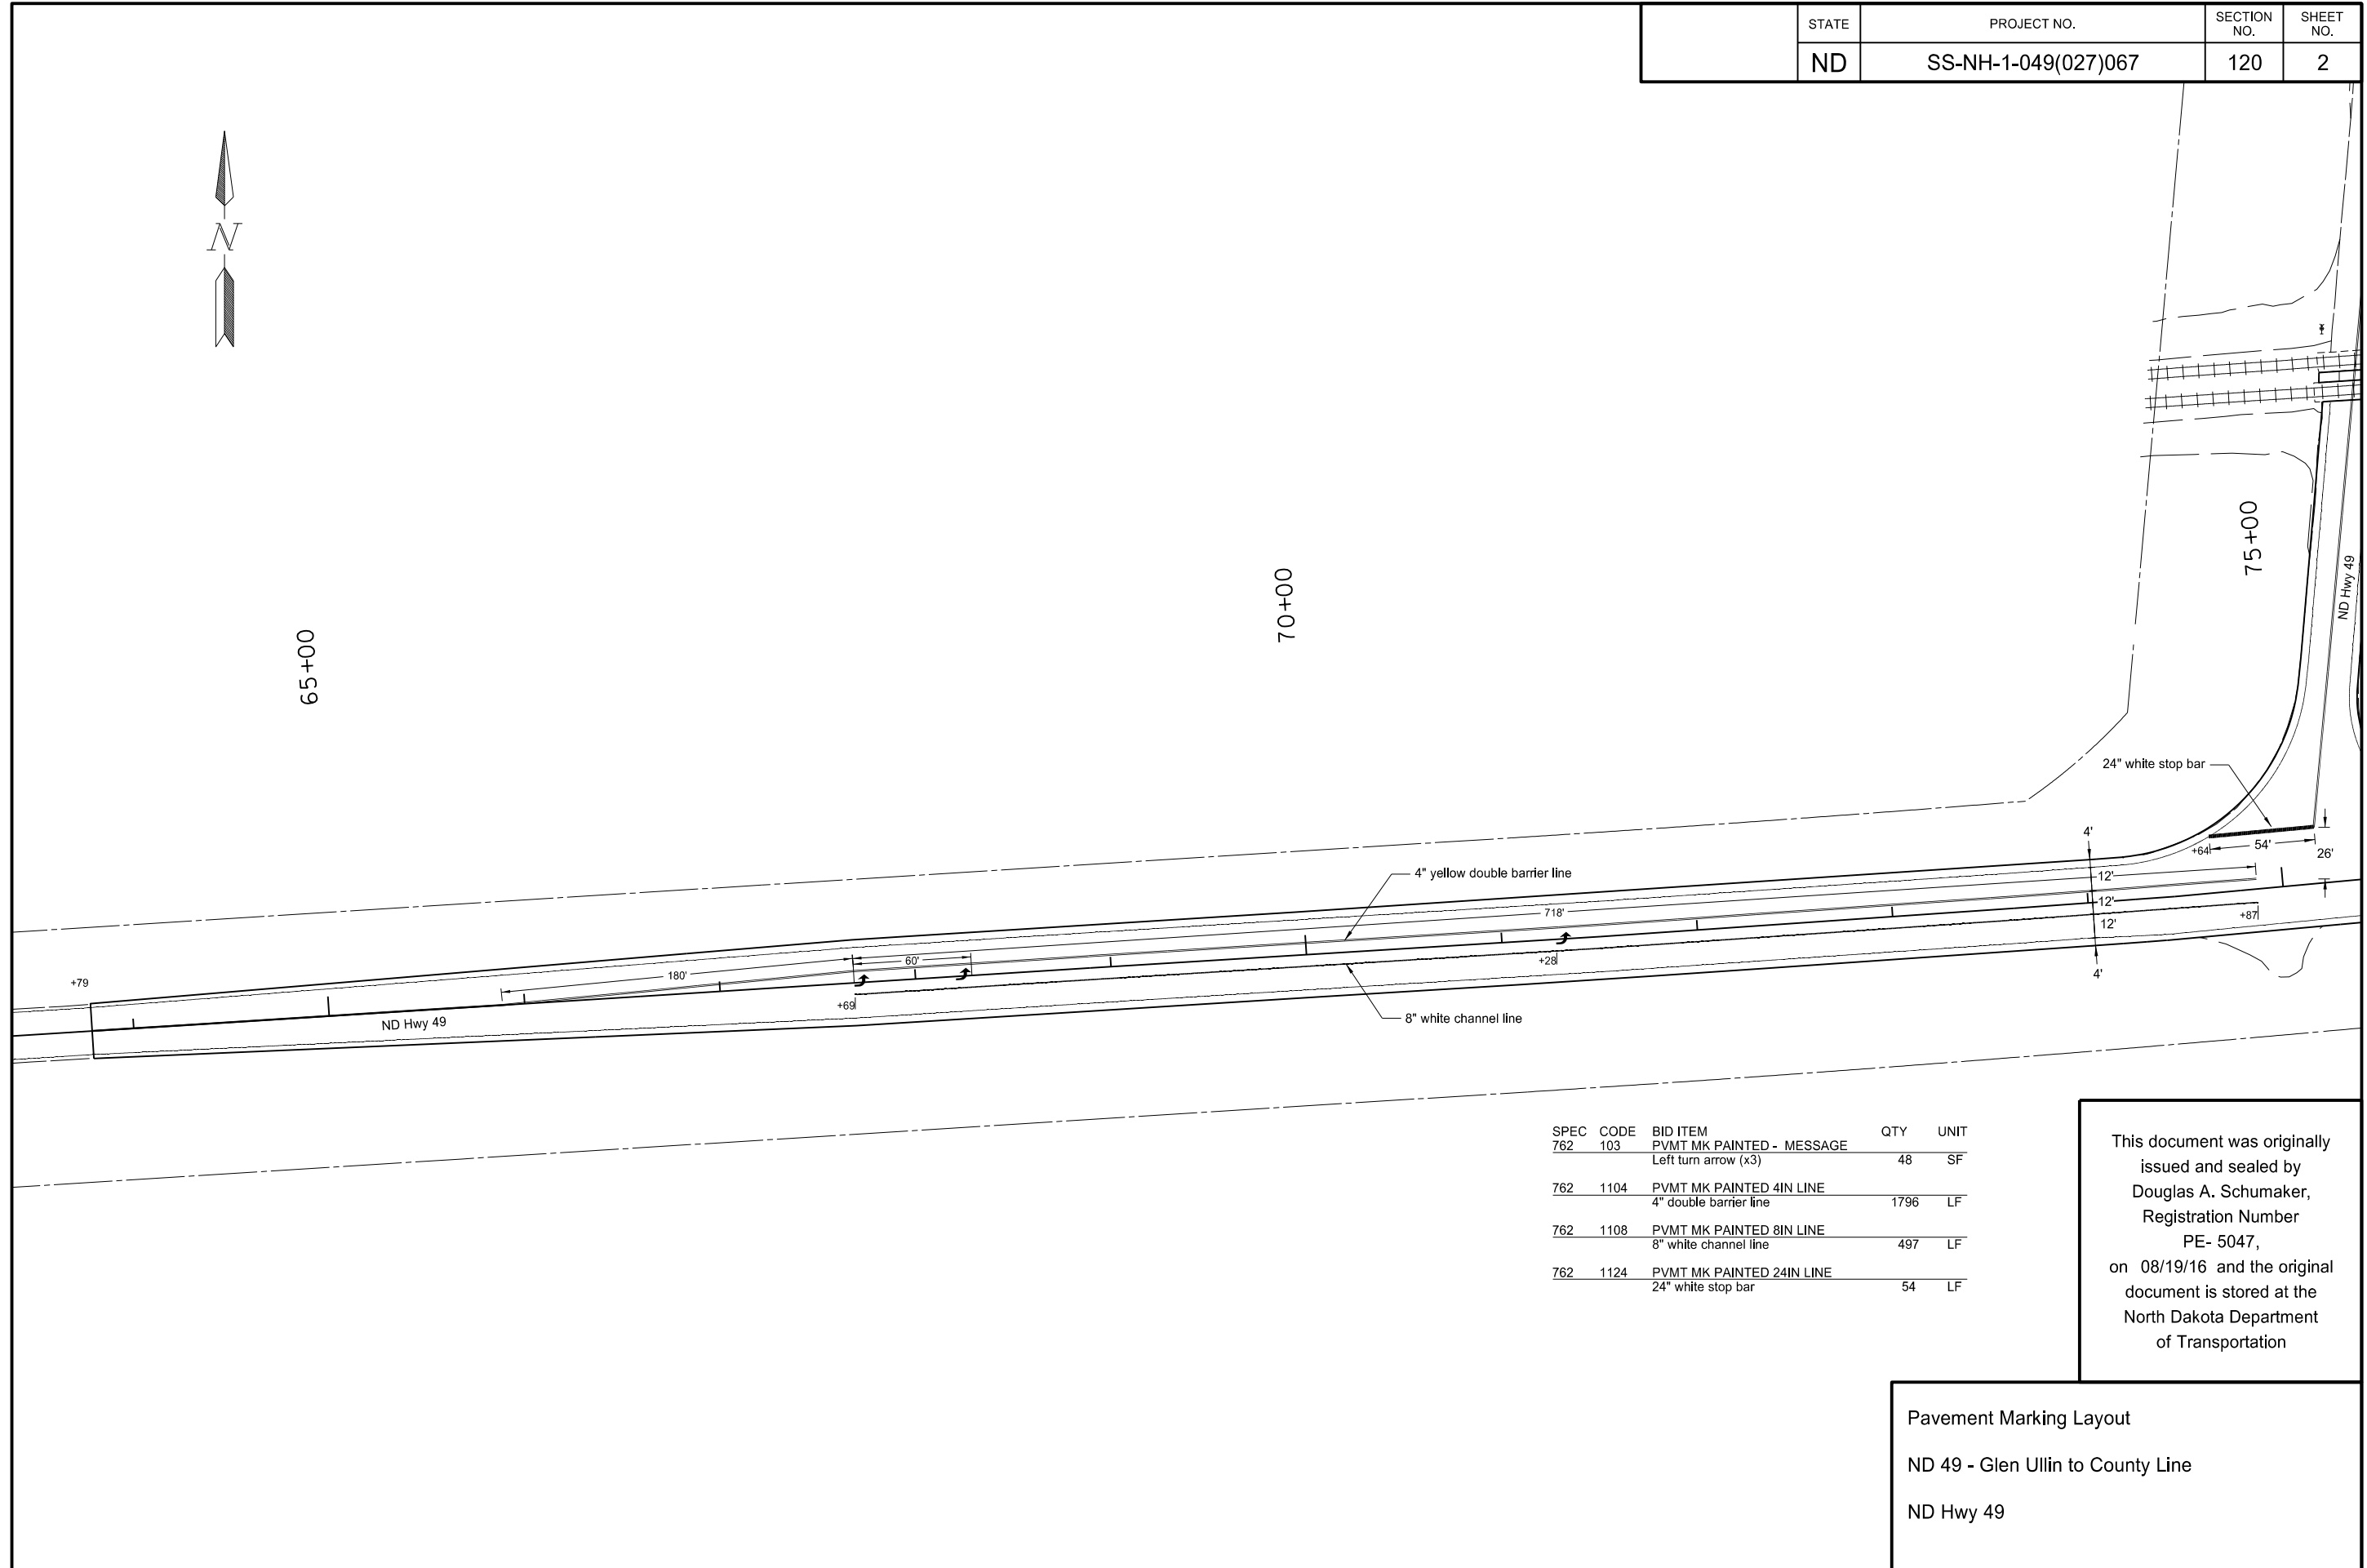 STATE PROJECT NO. SECTION NO. SHEET NO.
ND SS-NH-1-049(027)067 120 2
N
65+00
70+00
75+00
ND Hwy 49
24" white stop bar
4'
+64
54'
26'
4" yellow double barrier line
12'
718'
12'
+87
12'
60'
+28
180'
4'
+79
+69
ND Hwy 49
8" white channel line
SPEC CODE BID ITEM QTY UNIT
762 103 PVMT MK PAINTED - MESSAGE
Left turn arrow (x3) 48 SF
762 1104 PVMT MK PAINTED 4IN LINE
4" double barrier line 1796 LF
762 1108 PVMT MK PAINTED 8IN LINE
8" white channel line 497 LF
762 1124 PVMT MK PAINTED 24IN LINE
24" white stop bar 54 LF
This document was originally
issued and sealed by
Douglas A. Schumaker,
Registration Number
PE- 5047,
on 08/19/16 and the original
document is stored at the
North Dakota Department
of Transportation
Pavement Marking Layout
ND 49 - Glen Ullin to County Line
ND Hwy 49